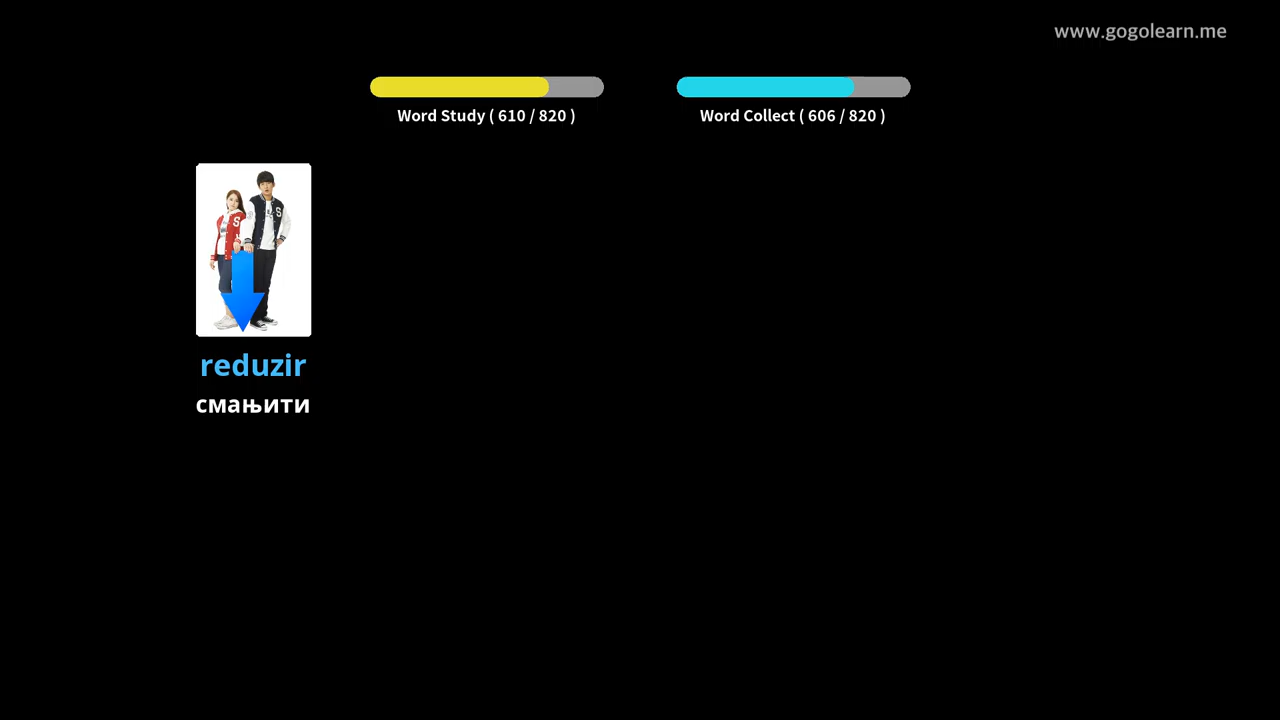 www.gogolearn.me
Word Study ( 610 / 820 )
Word Collect ( 606 / 820 )
S
S
reduzir
смањити